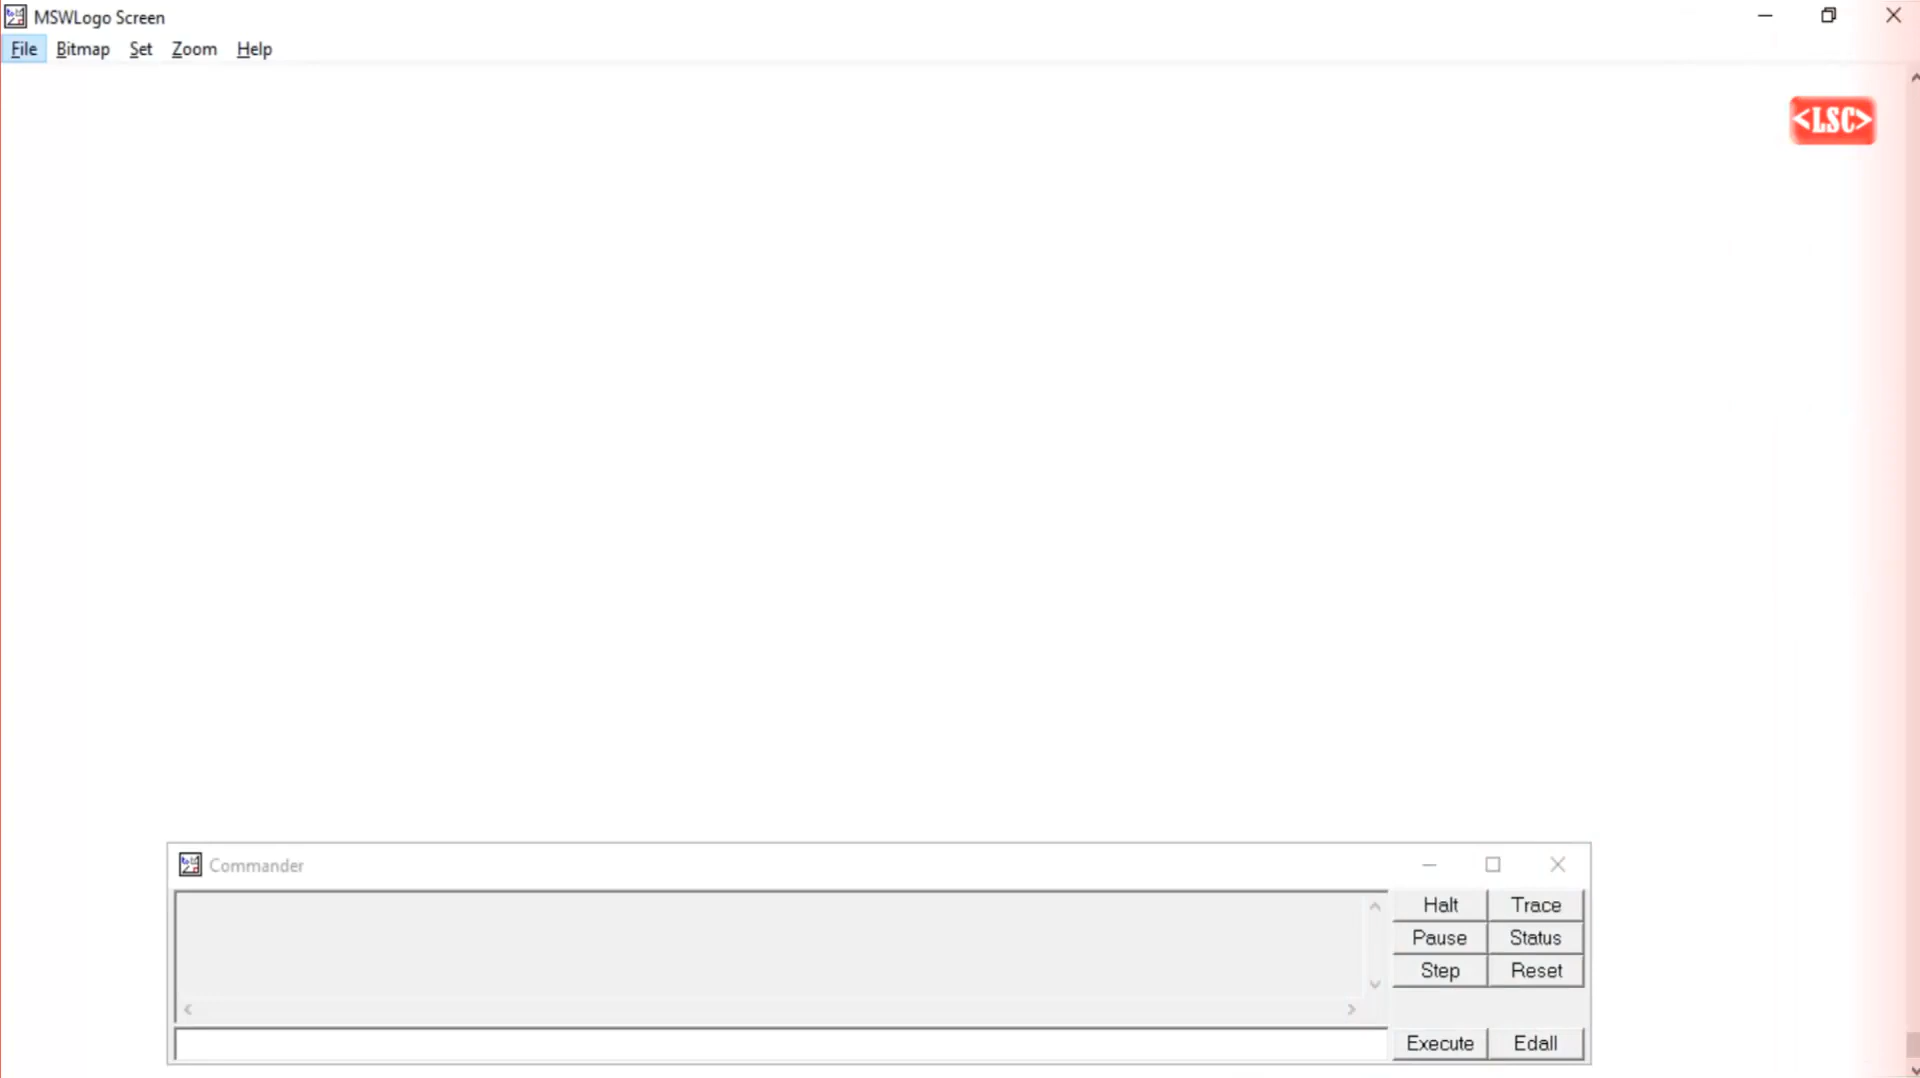 MSWLogo Screen
File Bitmap Set Zoom Help
<LSC>
Commander
Halt Trace
Pause Status
Step Reset
Execute Edall